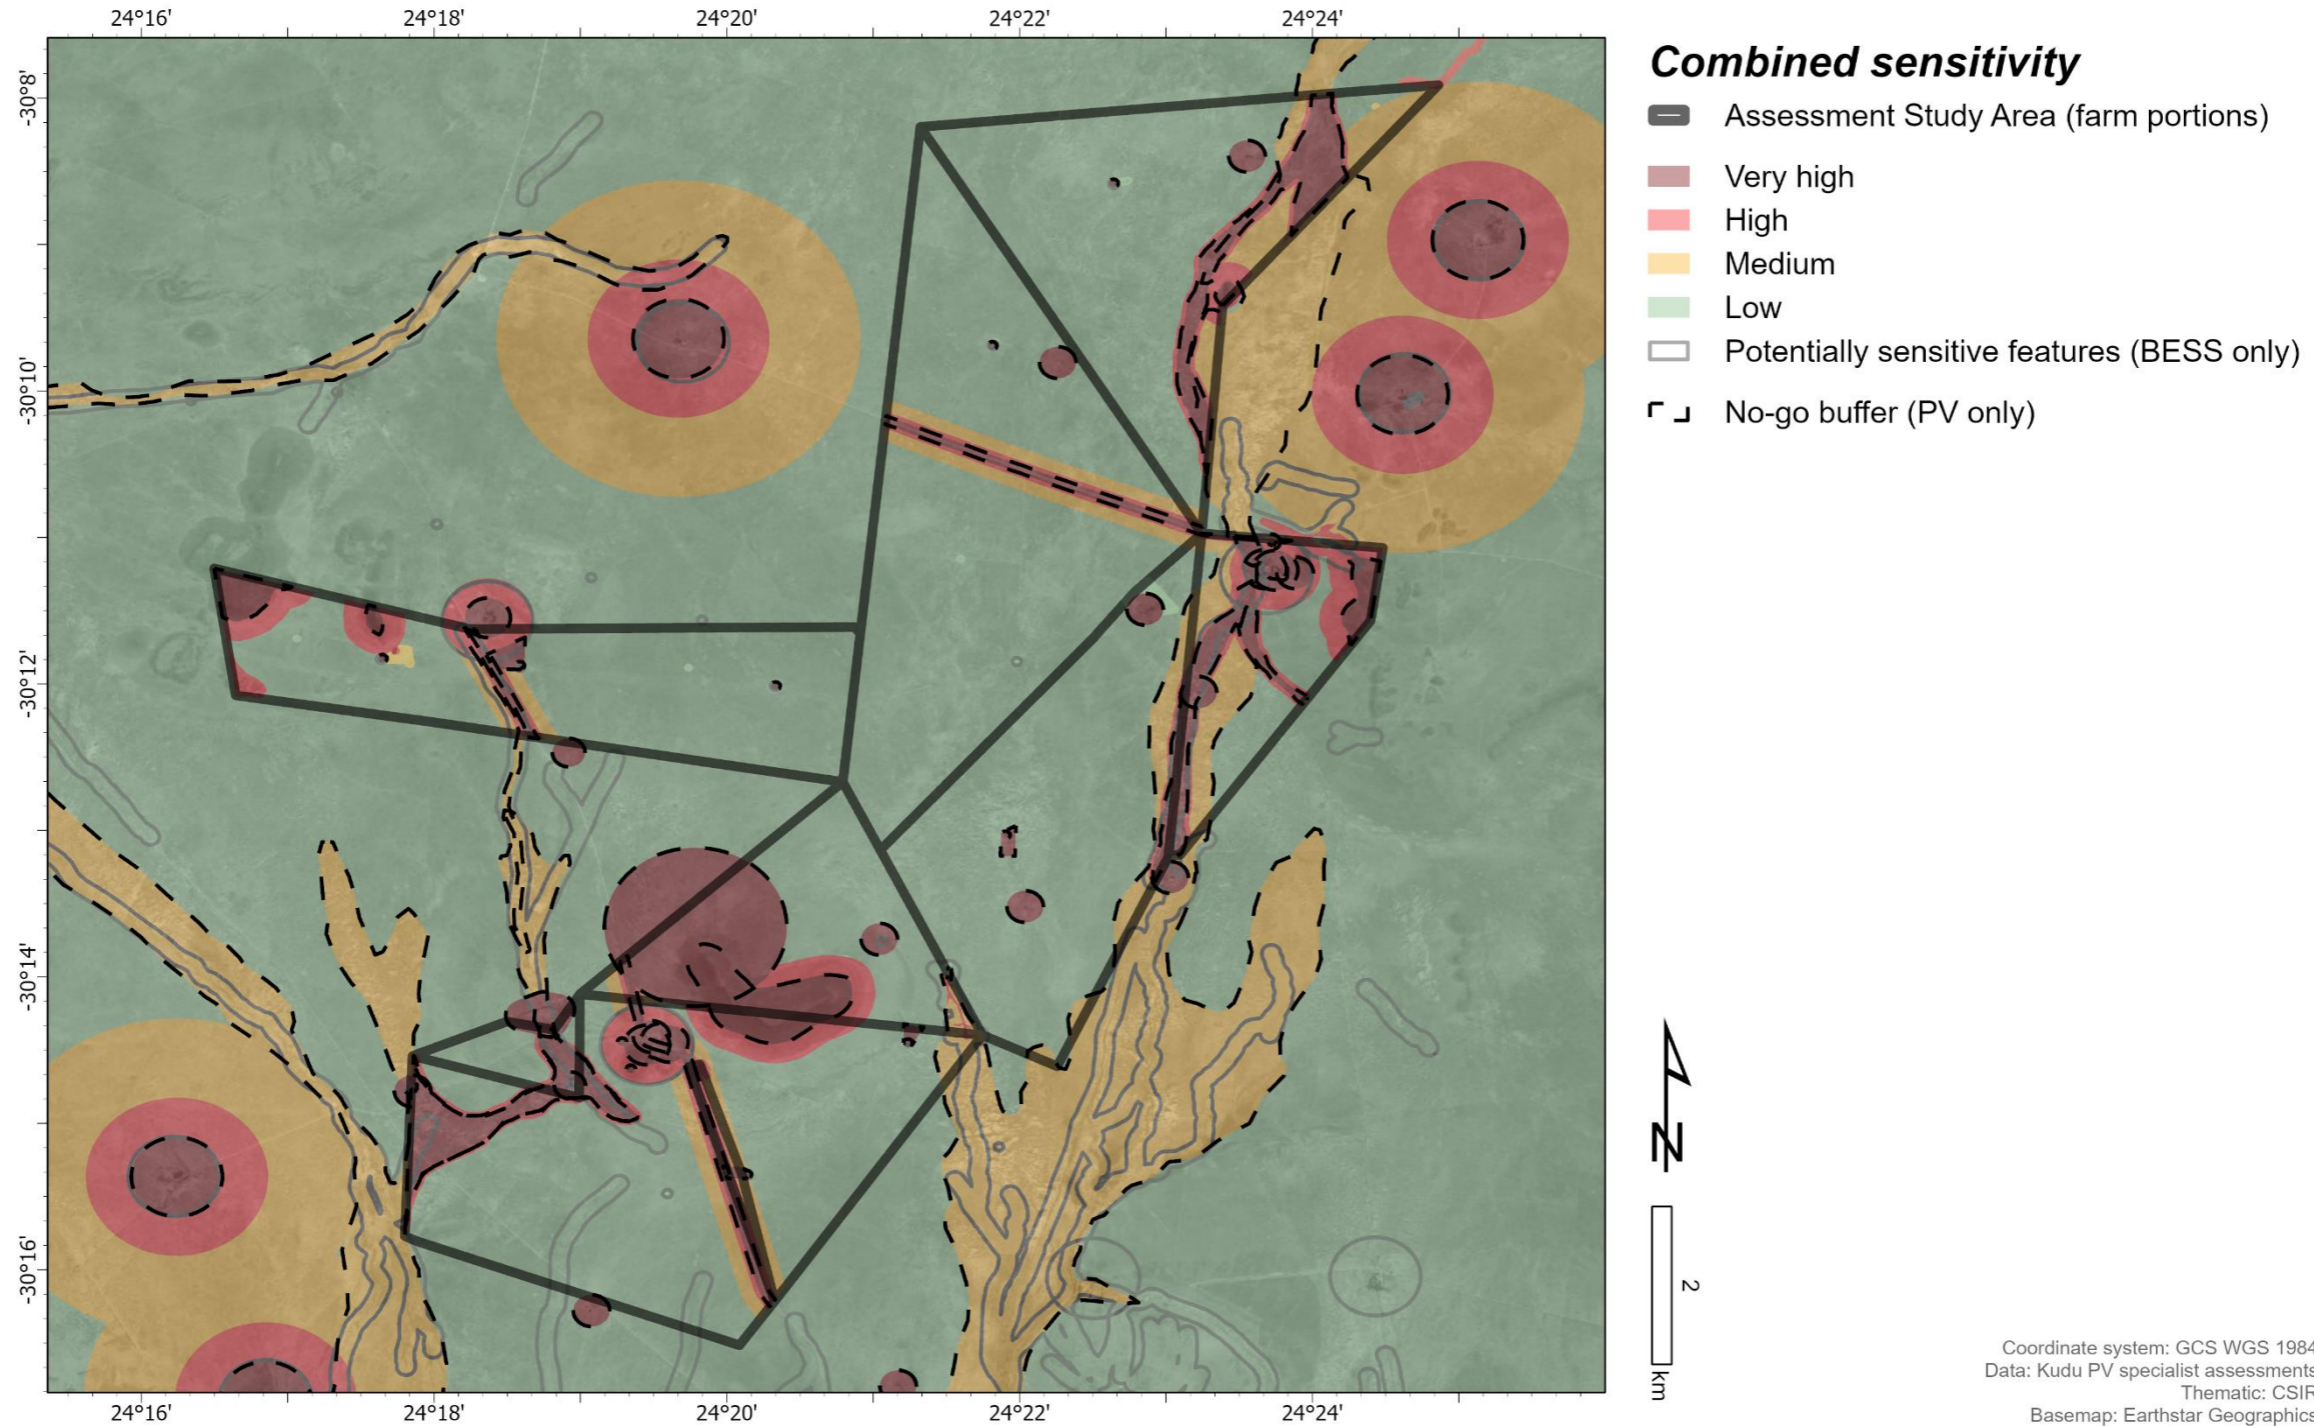 24°16' 24°18' 24°20' 24°22' 24°24'
-30°8'
-30°10'
-30°12'
-30°14'
-30°16'
24°16' 24°18' 24°20' 24°22' 24°24'
Combined sensitivity
Assessment Study Area (farm portions)
Very high
High
Medium
Low
Potentially sensitive features (BESS only)
No-go buffer (PV only)
N
2
km
Coordinate system: GCS WGS 1984
Data: Kudu PV specialist assessments
Thematic: CSIR
Basemap: Earthstar Geographics